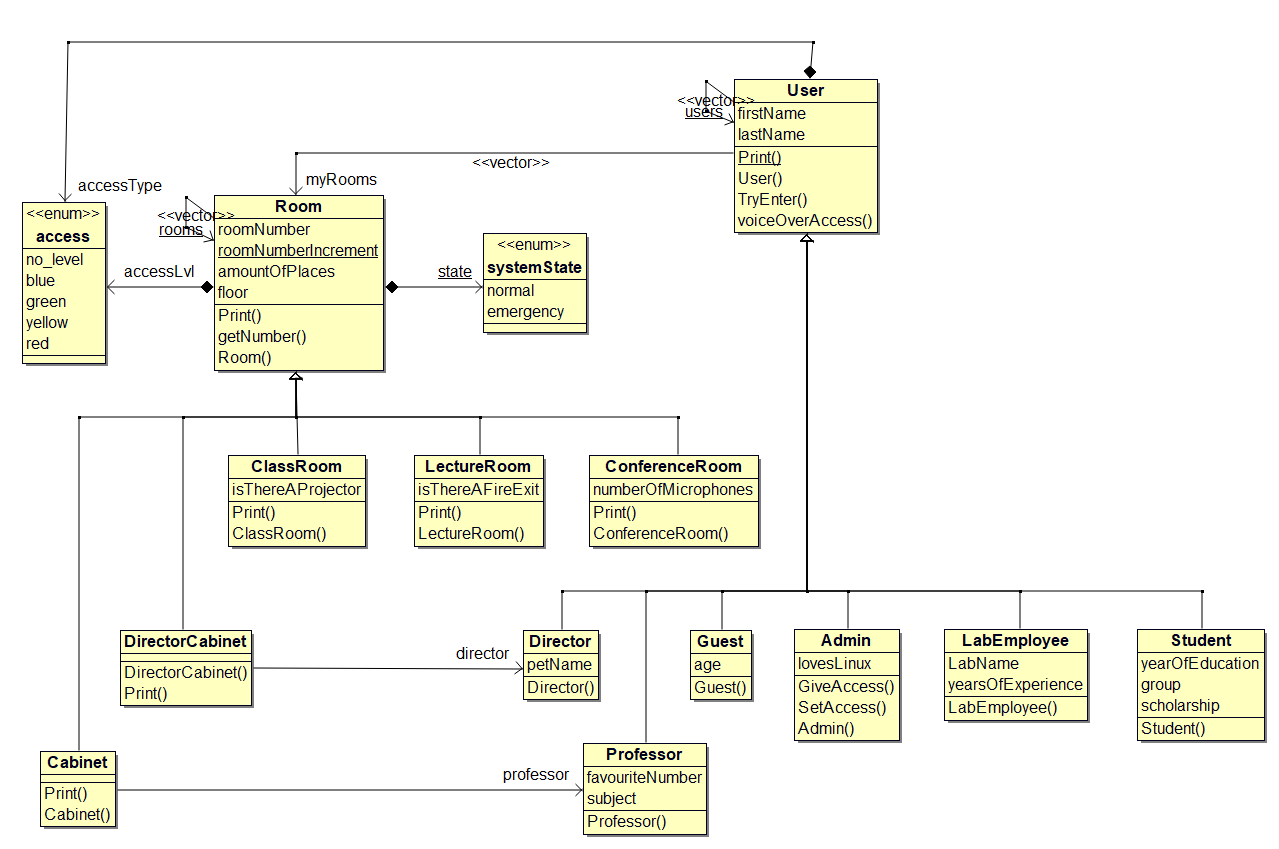 User
<<vector>>
users
firstName
lastName
Print()
User()
TryEnter()
voiceOverAccess()
<<vector>>
accessType
myRooms
<<enum>>
access
no_level
blue
green
yellow
red
accessLvl
Room
<<vector>>
rooms
roomNumber
roomNumberIncrement
amountOfPlaces
floor
Print()
getNumber()
Room()
state
<<enum>>
systemState
normal
emergency
ClassRoom
isThereAProjector
Print()
ClassRoom()
LectureRoom
isThereAFireExit
Print()
LectureRoom()
ConferenceRoom
numberOfMicrophones
Print()
ConferenceRoom()
DirectorCabinet
DirectorCabinet()
Print()
director
Director
petName
Director()
Guest
age
Guest()
Admin
lovesLinux
GiveAccess()
SetAccess()
Admin()
LabEmployee
LabName
yearsOfExperience
LabEmployee()
Student
yearOfEducation
group
scholarship
Student()
Cabinet
Print()
Cabinet()
professor
Professor
favouriteNumber
subject
Professor()